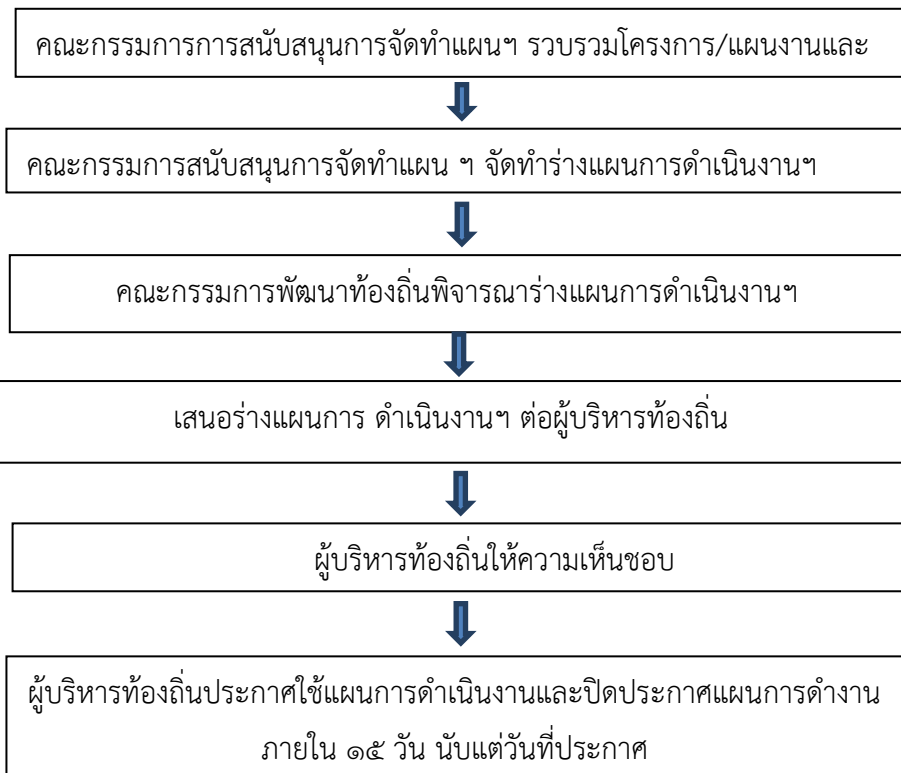 คณะกรรมการการสนับสนุนการจัดทำแผนฯ รวบรวมโครงการ/แผนงานและ
คณะกรรมการสนับสนุนการจัดทำแผน ฯ จัดทำร่างแผนการดำเนินงานฯ
คณะกรรมการพัฒนาท้องถิ่นพิจารณาร่างแผนการดำเนินงานฯ
เสนอร่างแผนการ ดำเนินงานฯ ต่อผู้บริหารท้องถิ่น
ผู้บริหารท้องถิ่นให้ความเห็นชอบ
ผู้บริหารท้องถิ่นประกาศใช้แผนการดำเนินงานและปิดประกาศแผนการดำงาน
ภายใน ๑๕ วัน นับแต่วันที่ประกาศ